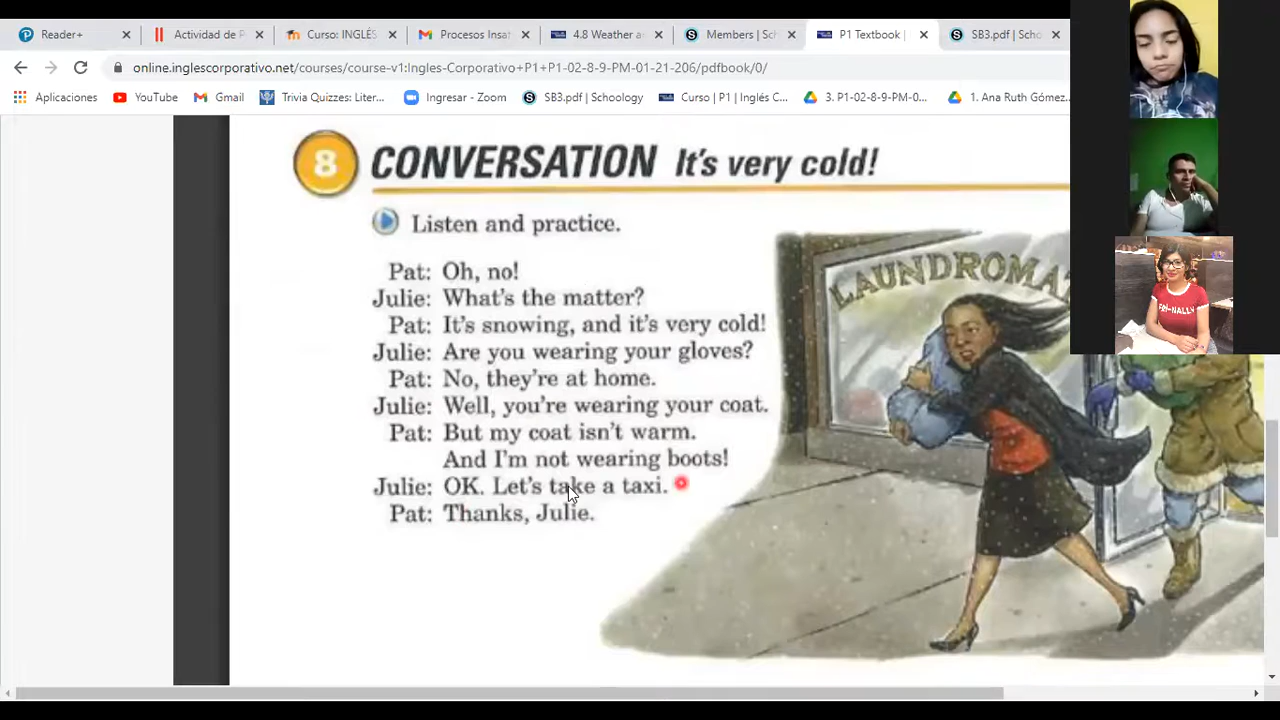 Reader+
Actividad de P
Curso: INGLÉS
Procesos Insaf
4.8 Weather an
Members | Sch
P1 Textbook |
SB3.pdf | Scho
online.inglescorporativo.net/courses/course-v1:Ingles-Corporativo+P1+P1-02-8-9-PM-01-21-206/pdfbook/0/
Aplicaciones
YouTube
Gmail
Trivia Quizzes: Liter...
Ingresar - Zoom
SB3.pdf | Schoology
Curso | P1 | Inglés C...
3. P1-02-8-9-PM-0...
1. Ana Ruth Gómez...
8 CONVERSATION It's very cold!
Listen and practice.
Pat: Oh, no!
Julie: What's the matter?
Pat: It's snowing, and it's very cold!
Julie: Are you wearing your gloves?
Pat: No, they're at home.
Julie: Well, you're wearing your coat.
Pat: But my coat isn't warm.
And I'm not wearing boots!
Julie: OK. Let's take a taxi.
Pat: Thanks, Julie.
LAUNDROMA